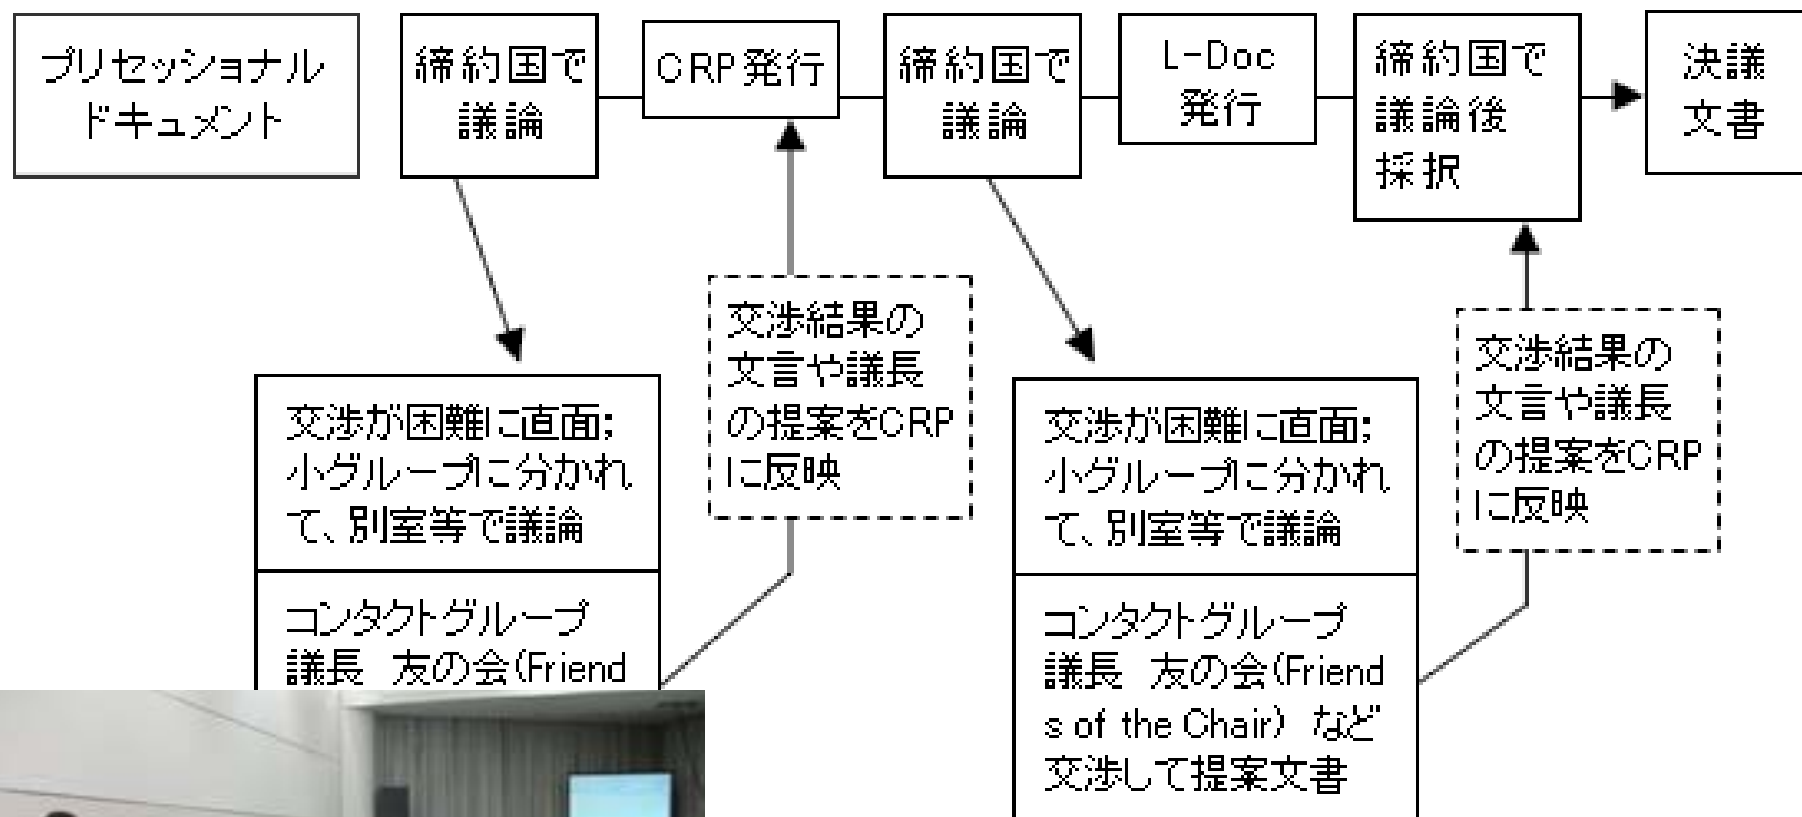 プリセッショナル
ドキュメント
締約国で
議論
CRP発行
締約国で
議論
L-Doc
発行
締約国で
議論後
採択
決議
文書
交渉が困難に直面;
小グループに分かれ
て、別室等で議論
コンタクトグループ
議長 友の会(Friend
交渉結果の
文言や議長
の提案をCRP
に反映
交渉が困難に直面;
小グループに分かれ
て、別室等で議論
コンタクトグループ
議長 友の会(Friend
s of the Chair) など
交渉して提案文書
交渉結果の
文言や議長
の提案をCRP
に反映